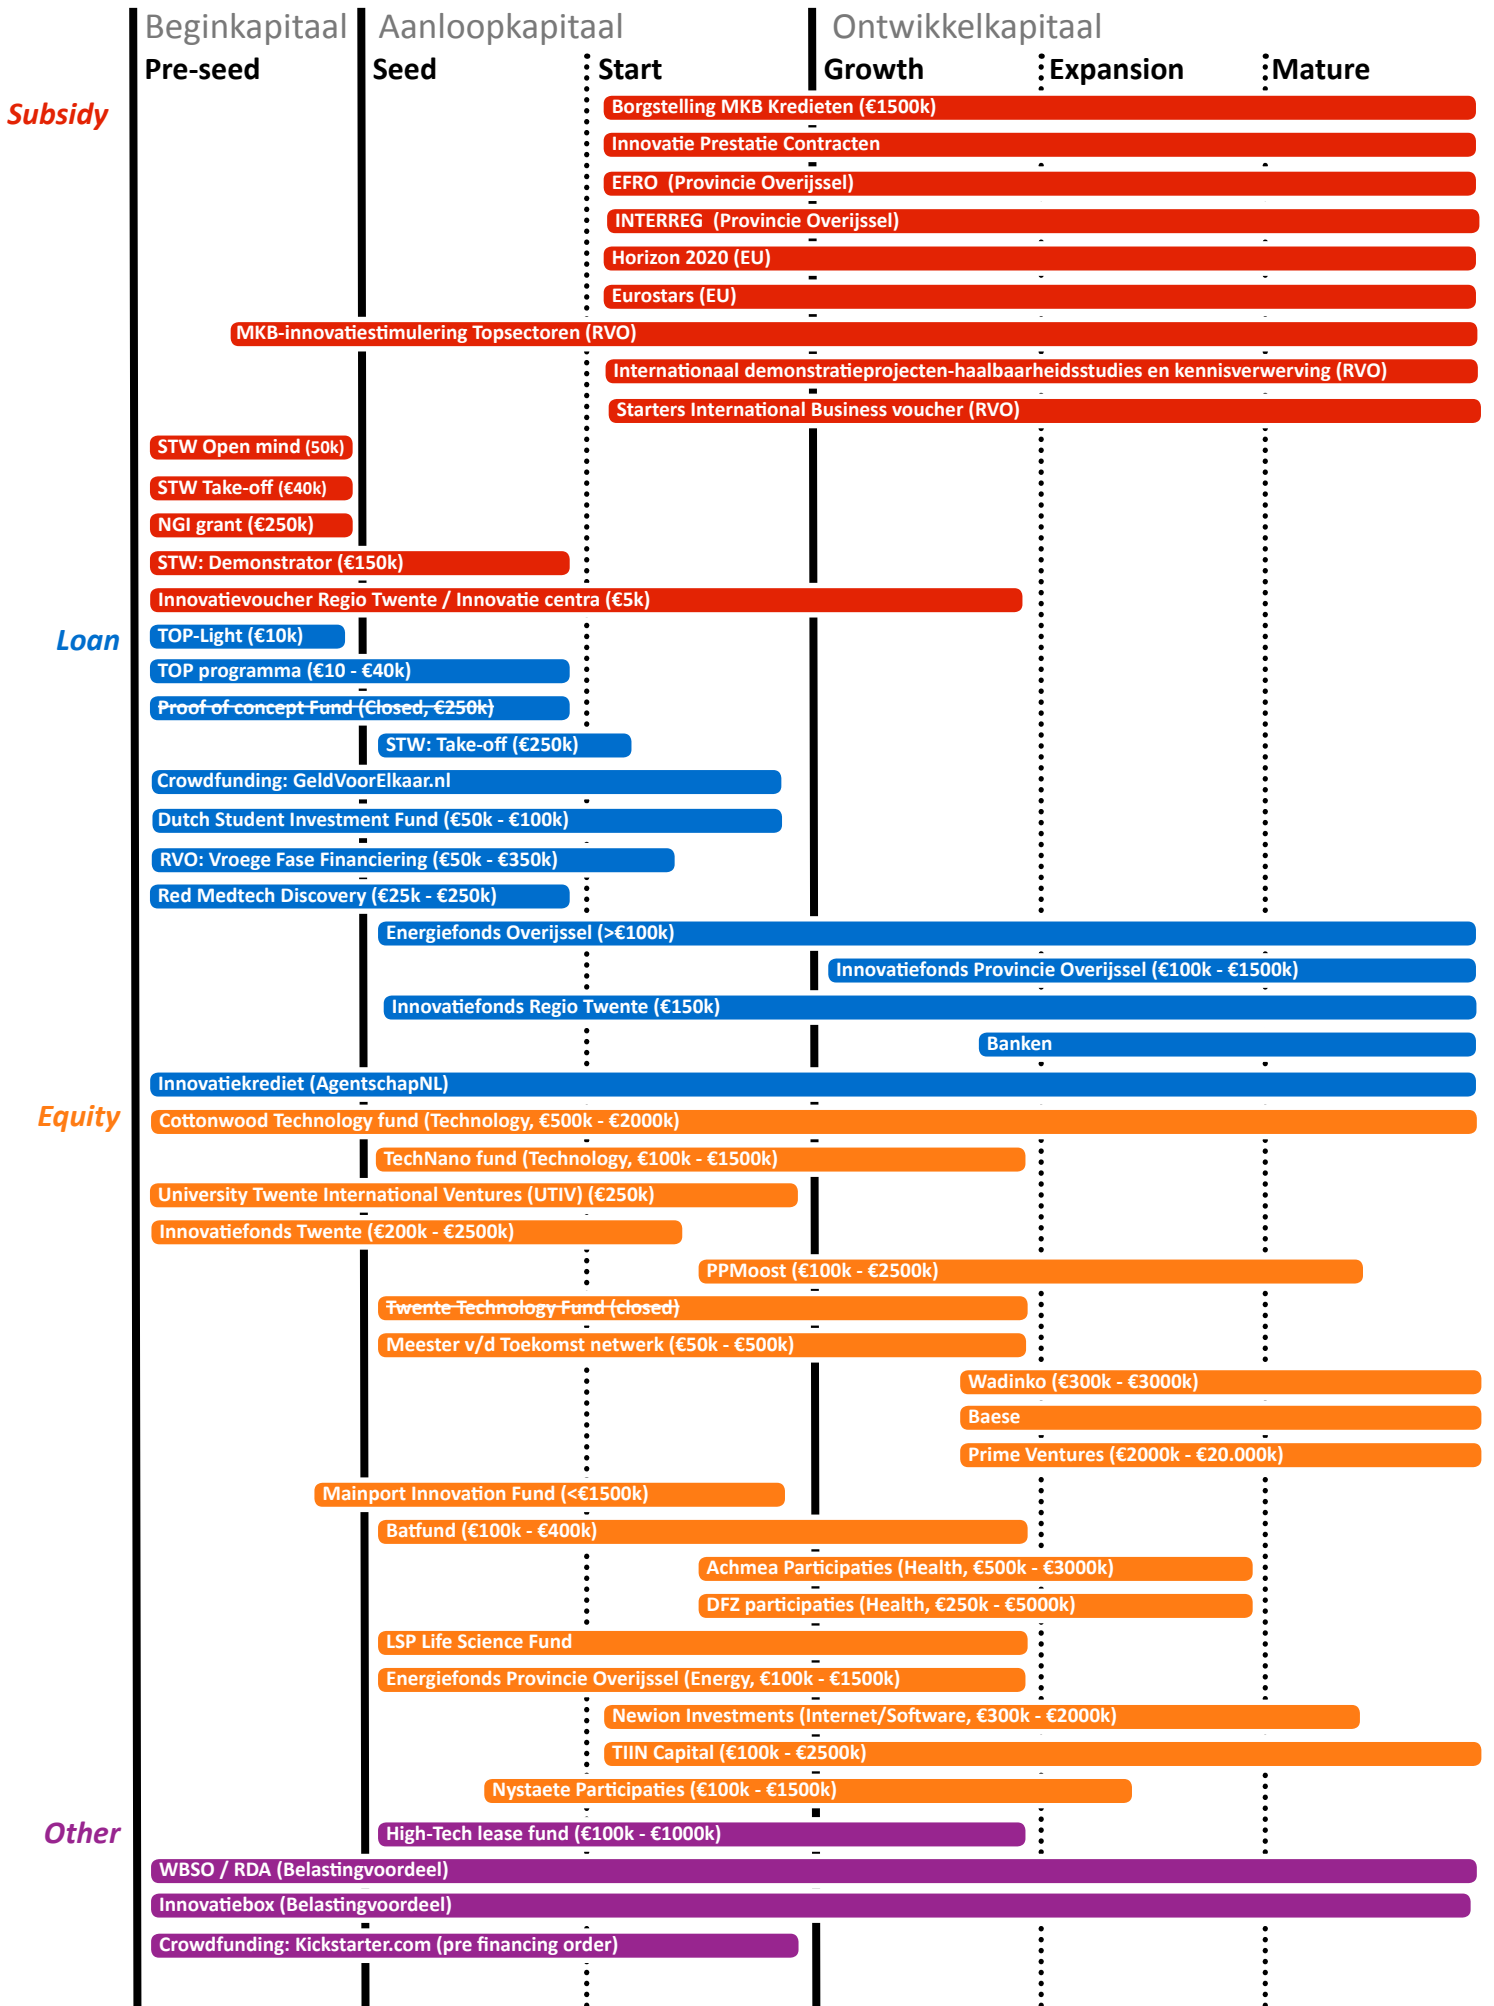 Beginkapitaal Aanloopkapitaal Ontwikkelkapitaal
Pre-seed Seed Start Growth Expansion Mature
Subsidy
Borgstelling MKB Kredieten (€1500k)
Innovatie Prestatie Contracten
EFRO (Provincie Overijssel)
INTERREG (Provincie Overijssel)
Horizon 2020 (EU)
Eurostars (EU)
MKB-innovatiestimulering Topsectoren (RVO)
Internationaal demonstratieprojecten-haalbaarheidsstudies en kennisverwerving (RVO)
Starters International Business voucher (RVO)
STW Open mind (50k)
STW Take-off (€40k)
NGI grant (€250k)
STW: Demonstrator (€150k)
Innovatievoucher Regio Twente / Innovatie centra (€5k)
Loan
TOP-Light (€10k)
TOP programma (€10 - €40k)
Proof of concept Fund (Closed, €250k)
STW: Take-off (€250k)
Crowdfunding: GeldVoorElkaar.nl
Dutch Student Investment Fund (€50k - €100k)
RVO: Vroege Fase Financiering (€50k - €350k)
Red Medtech Discovery (€25k - €250k)
Energiefonds Overijssel (>€100k)
Innovatiefonds Provincie Overijssel (€100k - €1500k)
Innovatiefonds Regio Twente (€150k)
Banken
Innovatiekrediet (AgentschapNL)
Equity
Cottonwood Technology fund (Technology, €500k - €2000k)
TechNano fund (Technology, €100k - €1500k)
University Twente International Ventures (UTIV) (€250k)
Innovatiefonds Twente (€200k - €2500k)
PPMoost (€100k - €2500k)
Twente Technology Fund (closed)
Meester v/d Toekomst netwerk (€50k - €500k)
Wadinko (€300k - €3000k)
Baese
Prime Ventures (€2000k - €20.000k)
Mainport Innovation Fund (<€1500k)
Batfund (€100k - €400k)
Achmea Participaties (Health, €500k - €3000k)
DFZ participaties (Health, €250k - €5000k)
LSP Life Science Fund
Energiefonds Provincie Overijssel (Energy, €100k - €1500k)
Newion Investments (Internet/Software, €300k - €2000k)
TIIN Capital (€100k - €2500k)
Nystaete Participaties (€100k - €1500k)
Other
High-Tech lease fund (€100k - €1000k)
WBSO / RDA (Belastingvoordeel)
Innovatiebox (Belastingvoordeel)
Crowdfunding: Kickstarter.com (pre financing order)